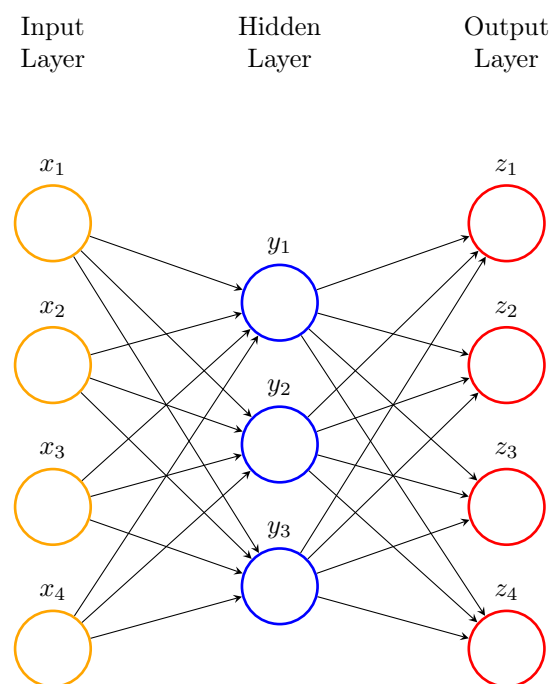 Input
Layer
Hidden
Layer
Output
Layer
x₁
x₂
x₃
x₄
y₁
y₂
y₃
z₁
z₂
z₃
z₄